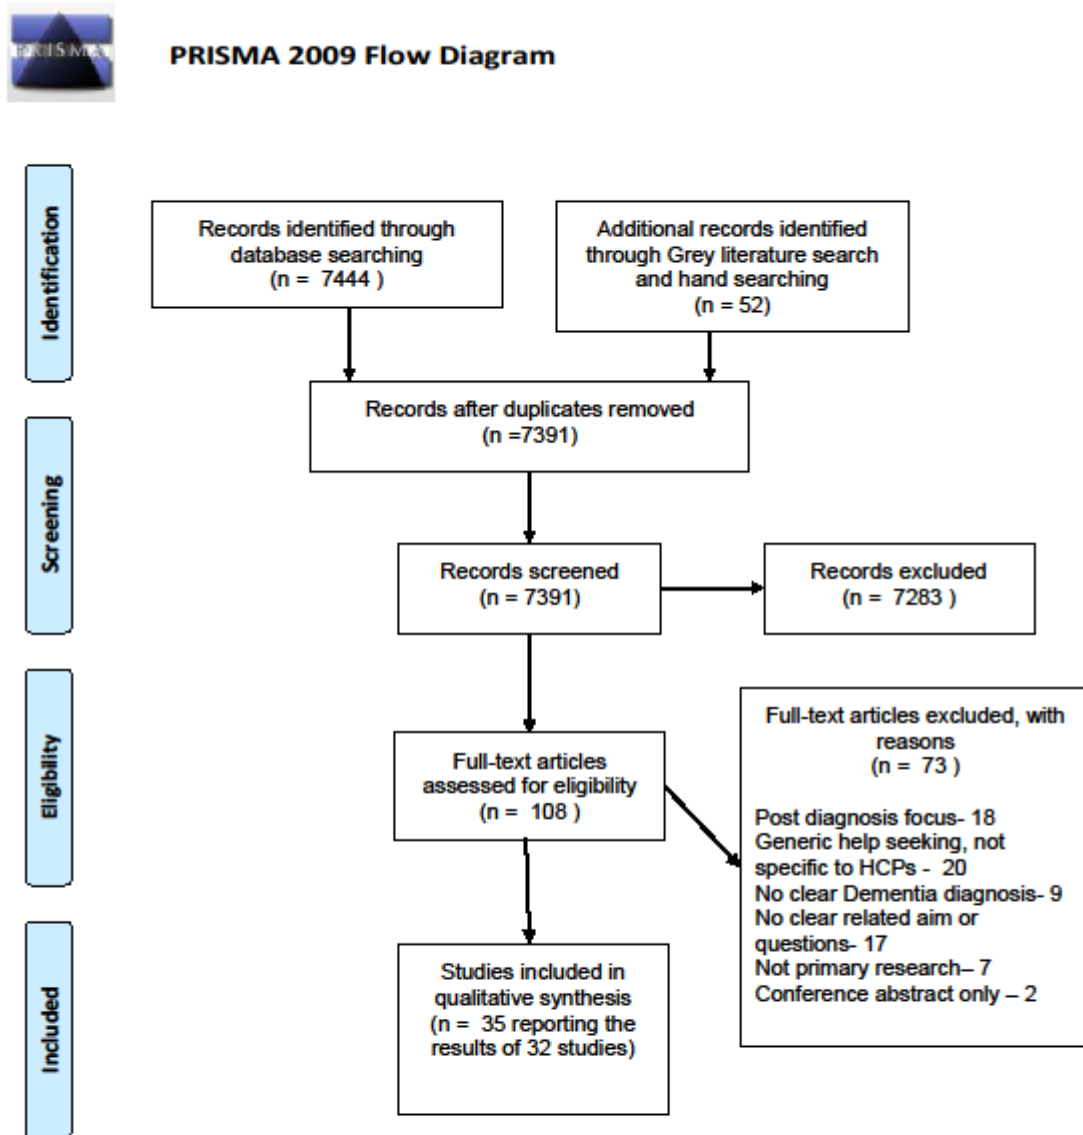 PRISMA
PRISMA 2009 Flow Diagram
Identification
Records identified through
database searching
(n = 7444 )
Additional records identified
through Grey literature search
and hand searching
(n = 52)
Records after duplicates removed
(n =7391)
Screening
Records screened
(n = 7391)
Records excluded
(n = 7283 )
Eligibility
Full-text articles
assessed for eligibility
(n = 108 )
Full-text articles excluded, with
reasons
(n = 73 )
Post diagnosis focus- 18
Generic help seeking, not
specific to HCPs - 20
No clear Dementia diagnosis- 9
No clear related aim or
questions- 17
Not primary research– 7
Conference abstract only – 2
Included
Studies included in
qualitative synthesis
(n = 35 reporting the
results of 32 studies)